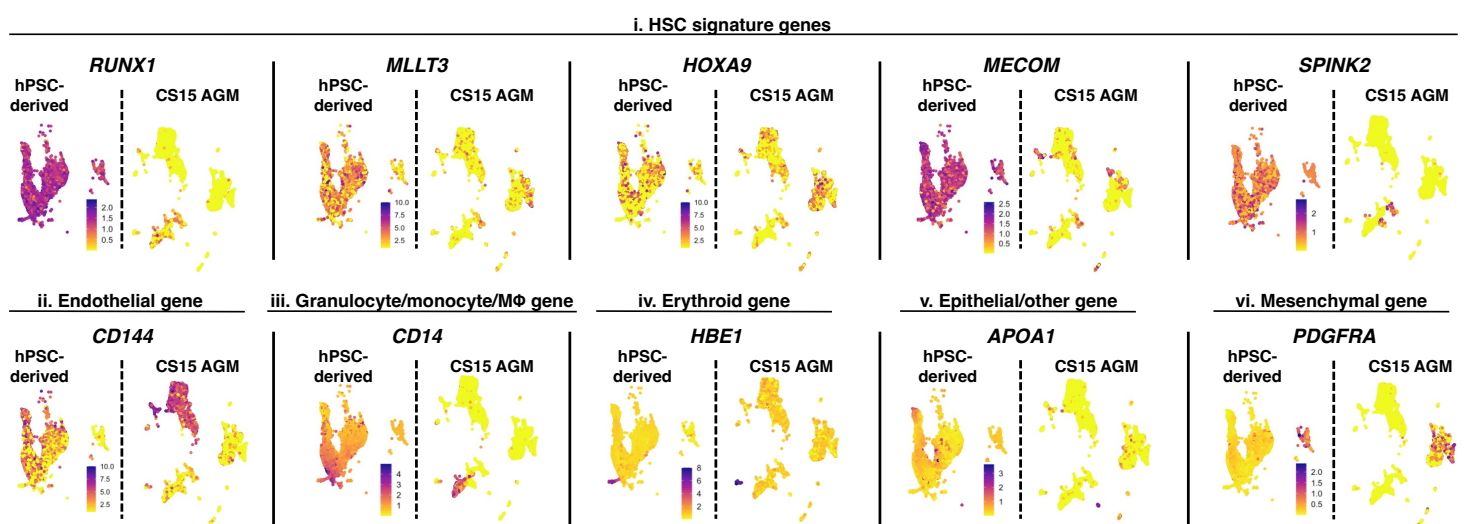 i. HSC signature genes
RUNX1
hPSC-
derived
CS15 AGM
2.0
1.5
1.0
0.5
MLLT3
hPSC-
derived
CS15 AGM
10.0
7.5
5.0
2.5
HOXA9
hPSC-
derived
CS15 AGM
10.0
7.5
5.0
2.5
MECOM
hPSC-
derived
CS15 AGM
2.5
2.0
1.5
1.0
0.5
SPINK2
hPSC-
derived
CS15 AGM
2
1
ii. Endothelial gene
CD144
hPSC-
derived
CS15 AGM
10.0
7.5
5.0
2.5
iii. Granulocyte/monocyte/MΦ gene
CD14
hPSC-
derived
CS15 AGM
4
3
2
1
iv. Erythroid gene
HBE1
hPSC-
derived
CS15 AGM
8
6
4
2
v. Epithelial/other gene
APOA1
hPSC-
derived
CS15 AGM
3
2
1
vi. Mesenchymal gene
PDGFRA
hPSC-
derived
CS15 AGM
2.0
1.5
1.0
0.5